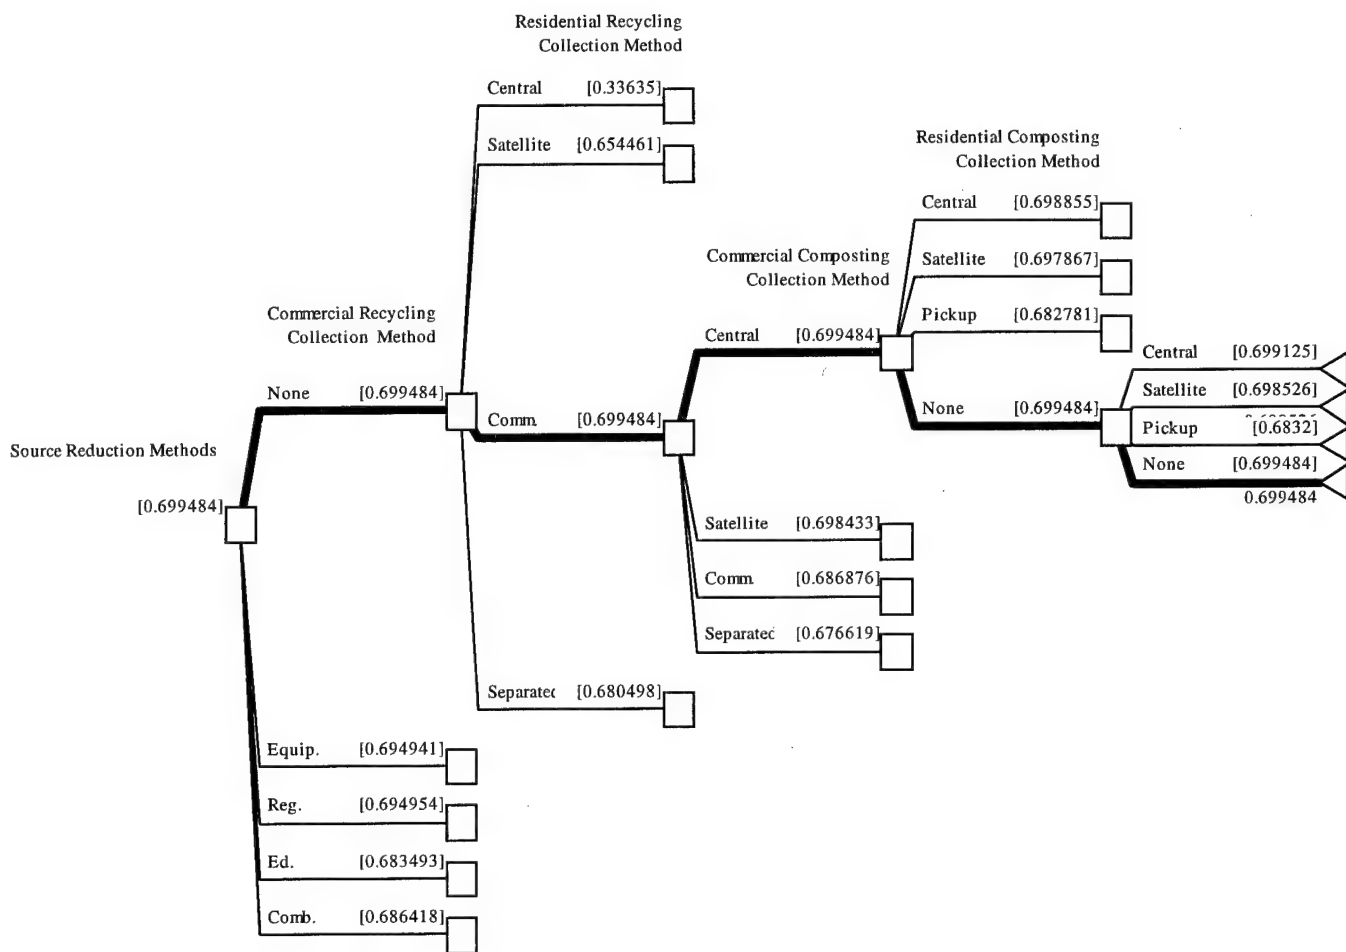 Residential Recycling
Collection Method
Central [0.33635]
Satellite [0.654461]
Residential Composting
Collection Method
Central [0.698855]
Satellite [0.697867]
Pickup [0.682781]
Commercial Composting
Collection Method
Central [0.699484]
None [0.699484]
Central [0.699125]
Satellite [0.698526]
Pickup [0.6832]
None [0.699484]
0.699484
Commercial Recycling
Collection Method
None [0.699484]
Comm. [0.699484]
Source Reduction Methods
[0.699484]
Satellite [0.698433]
Comm. [0.686876]
Separated [0.676619]
Separated [0.680498]
Equip. [0.694941]
Reg. [0.694954]
Ed. [0.683493]
Comb. [0.686418]